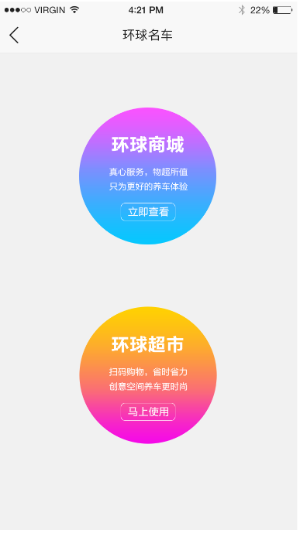 VIRGIN 4:21 PM 22%
环球名车
环球商城
真心服务，物超所值
只为更好的养车体验
立即查看
环球超市
扫码购物，省时省力
创意空间养车更时尚
马上使用